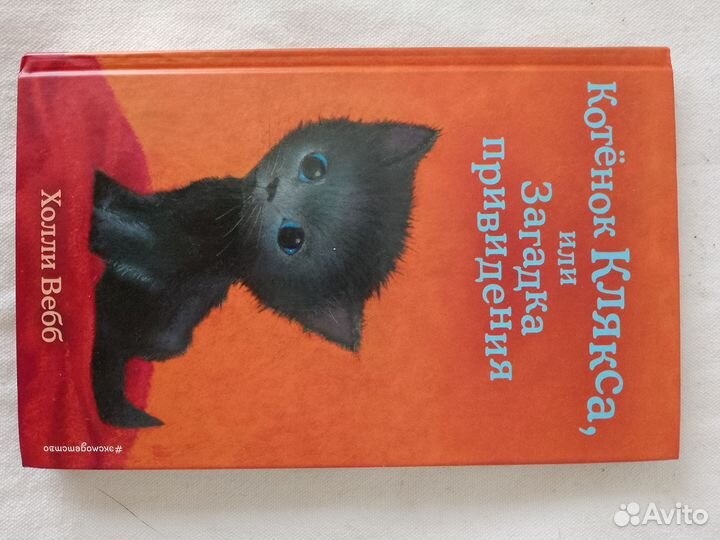 Котёнок Клякса,
или
Загадка
привидения
Холли Вебб
#эксмодетство
Avito